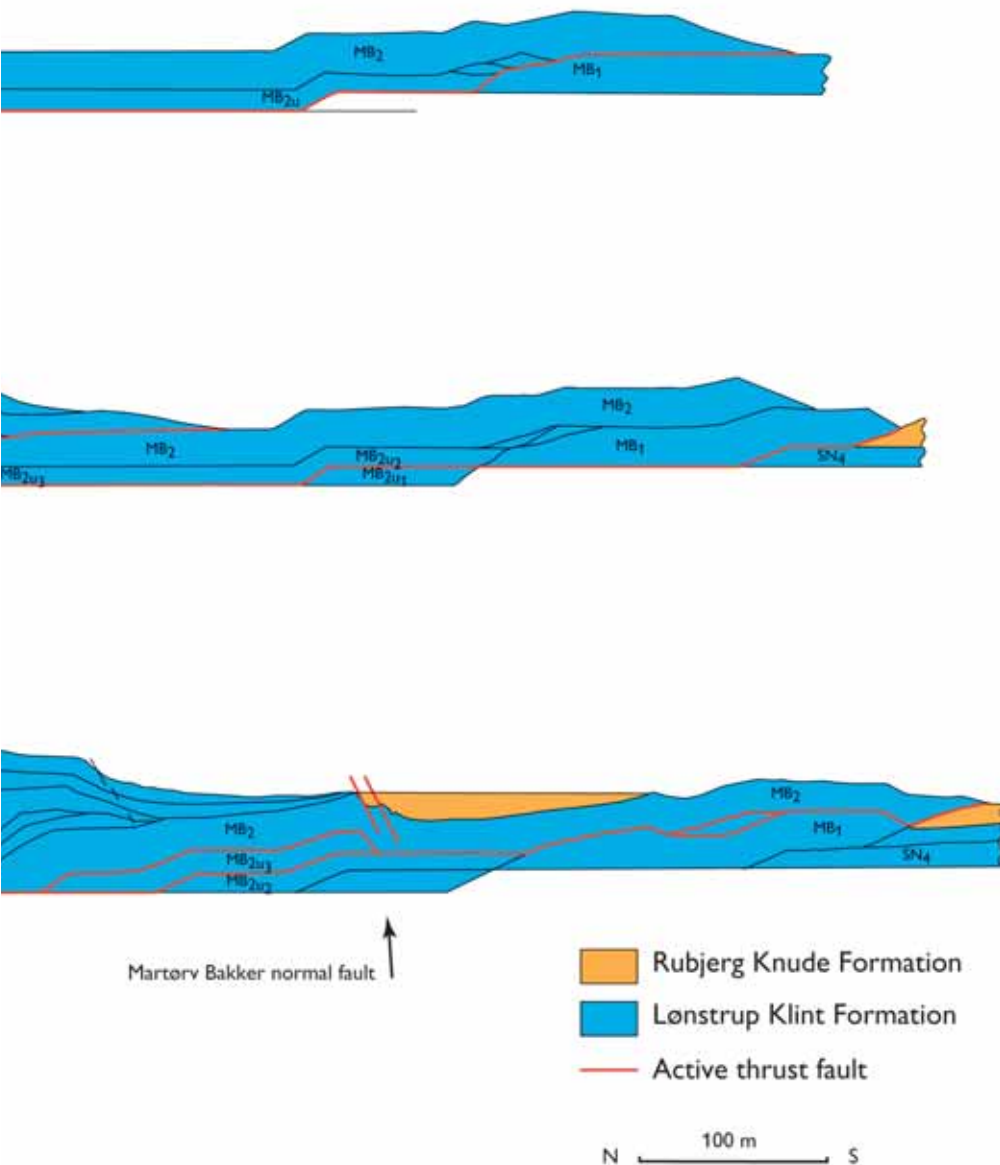 MB2
MB1
MB2u
MB2
MB2
MB2u2
MB1
MB2u3
MB2u1
SN4
MB2
MB2
MB1
MB2u3
SN4
MB2u2
Martørv Bakker normal fault
Rubjerg Knude Formation
Lønstrup Klint Formation
Active thrust fault
100 m
N S